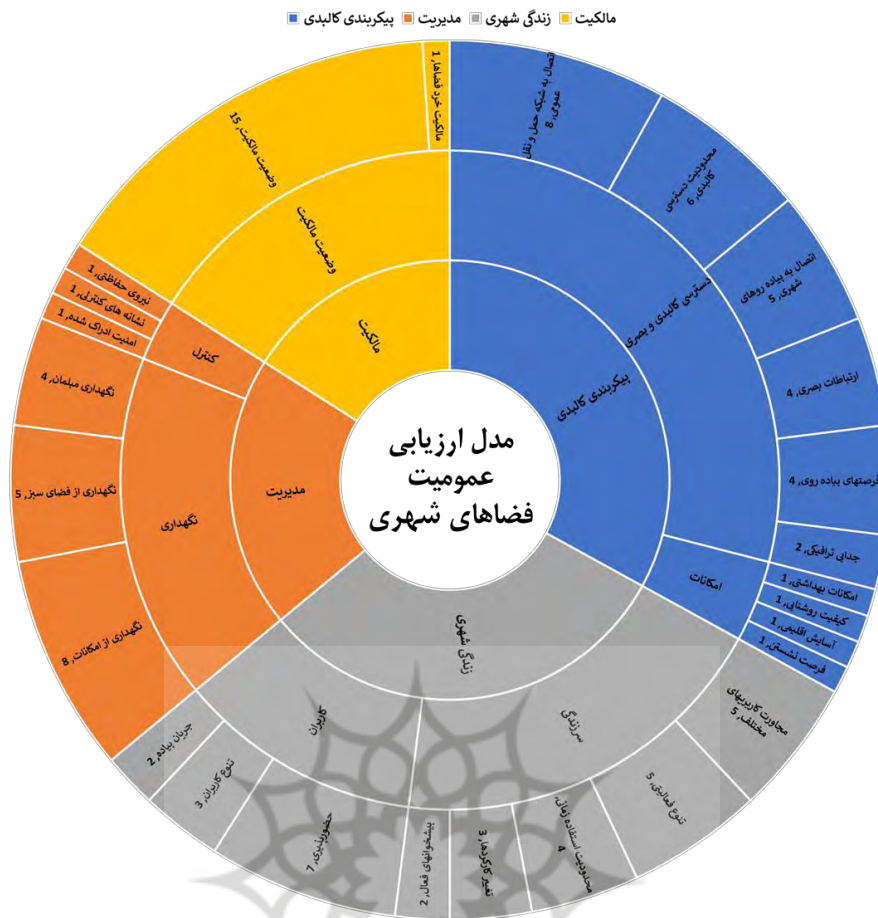 مالکیت
زندگی شهری
مدیریت
پیکربندی کالبدی
مدل ارزیابی
عمومیت
فضاهای شهری
پیکربندی کالبدی
دسترسی کالبدی و بصری
اتصال به شبکه حمل و نقل
عمومی, 8
محدودیت دسترسی
کالبدی, 6
اتصال به پیاده روهای
شهری, 5
ارتباطات بصری, 4
فرصتهای پیاده روی, 4
جدایی ترافیکی, 2
امکانات
امکانات بهداشتی, 1
کیفیت روشنایی, 1
آسایش اقلیمی, 1
فرصت نشستن, 1
زندگی شهری
سرزندگی
مجاورت کاربریهای
مختلف, 5
تنوع فعالیتی, 5
محدودیت استفاده زمانی,
4
تغییر کارکردها, 3
پیشخوانهای فعال, 2
کاربران
حضورپذیری, 7
تنوع کاربران, 3
جریان پیاده, 2
مدیریت
نگهداری
نگهداری از امکانات, 8
نگهداری از فضای سبز, 5
نگهداری مبلمان, 4
کنترل
امنیت ادراک شده, 1
نشانه های کنترلی, 1
نیروی حفاظتی, 1
مالکیت
وضعیت مالکیت
وضعیت مالکیت, 15
مالکیت خرد فضاها, 1